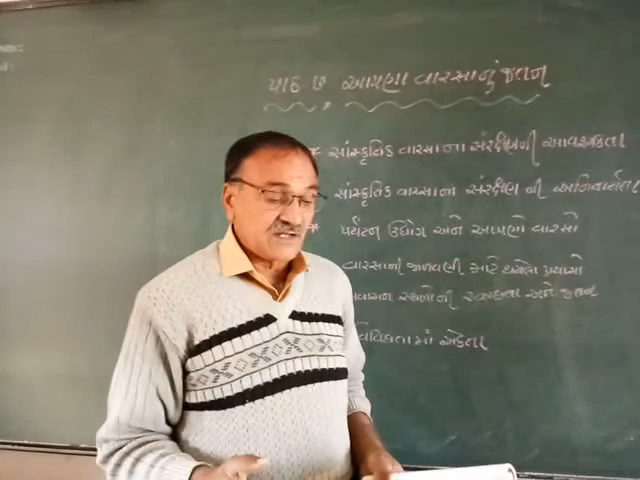 પાઠ ૭ આપણા વારસાનું જતન
* સાંસ્કૃતિક વારસાના સંરક્ષણની આવશ્યકતા
સાંસ્કૃતિક વારસાના સંરક્ષણ ની અનિવાર્યતા
* પર્યટન ઉદ્યોગ અને આપણો વારસો
વારસાની જાળવણી માટે થયેલા પ્રયાસો
સ્થળોની સ્વચ્છતા અને જતન
વિવિધતામાં એકતા